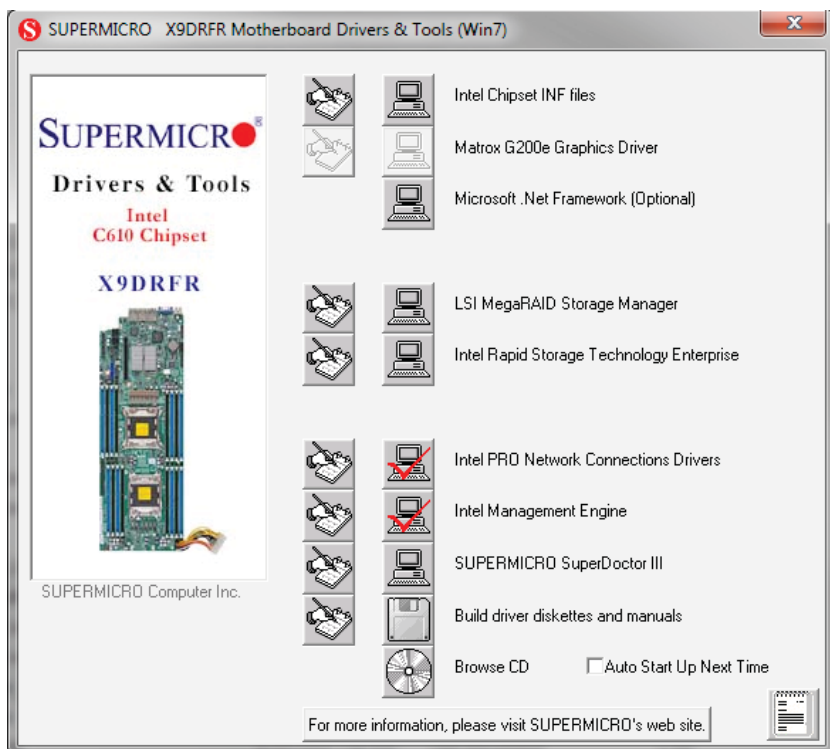 SUPERMICRO X9DRFR Motherboard Drivers & Tools (Win7)
SUPERMICRO®
Drivers & Tools
Intel
C610 Chipset
X9DRFR
SUPERMICRO Computer Inc.
Intel Chipset INF files
Matrox G200e Graphics Driver
Microsoft .Net Framework (Optional)
LSI MegaRAID Storage Manager
Intel Rapid Storage Technology Enterprise
Intel PRO Network Connections Drivers
Intel Management Engine
SUPERMICRO SuperDoctor III
Build driver diskettes and manuals
Browse CD
Auto Start Up Next Time
For more information, please visit SUPERMICRO's web site.